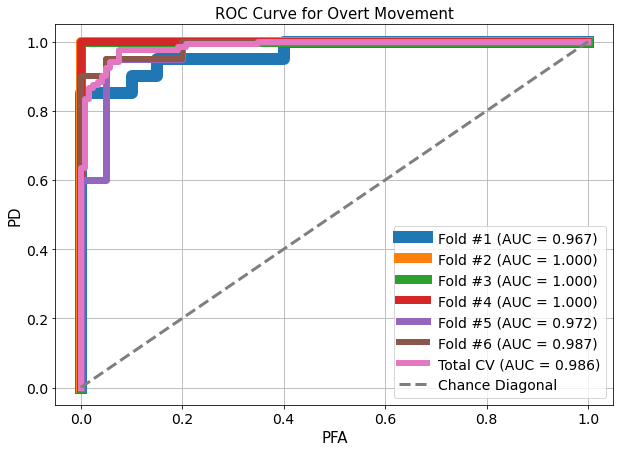 ROC Curve for Overt Movement
PD
1.0
0.8
0.6
0.4
0.2
0.0
Fold #1 (AUC = 0.967)
Fold #2 (AUC = 1.000)
Fold #3 (AUC = 1.000)
Fold #4 (AUC = 1.000)
Fold #5 (AUC = 0.972)
Fold #6 (AUC = 0.987)
Total CV (AUC = 0.986)
Chance Diagonal
0.0 0.2 0.4 0.6 0.8 1.0
PFA